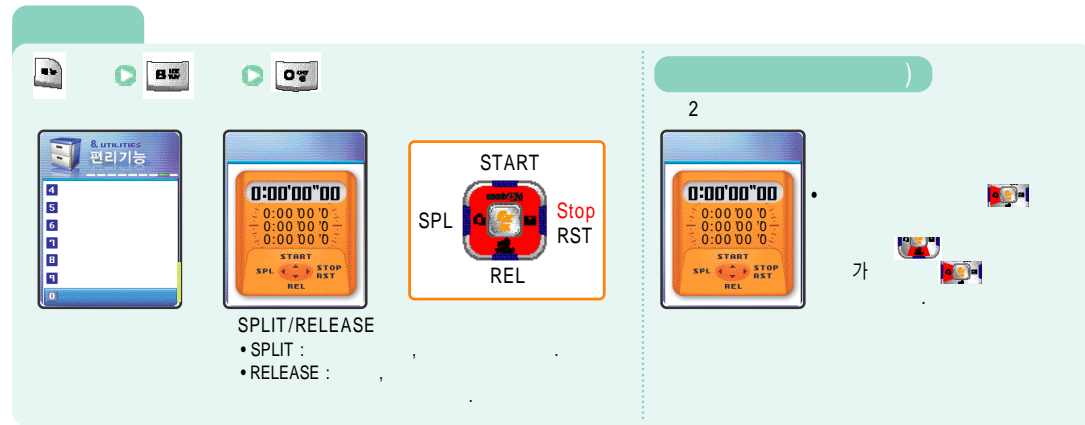 )
2
8. UTILITIES
편리기능
4
5
6
7
8
9
0
0:00'00"00
0:00'00'0
0:00'00'0
0:00'00'0
START
SPL
STOP
RST
REL
START
SPL
Stop
RST
REL
SPLIT/RELEASE
• SPLIT : , .
• RELEASE : ,
.
0:00'00"00
0:00'00'0
0:00'00'0
0:00'00'0
START
SPL
STOP
RST
REL
•
가
.